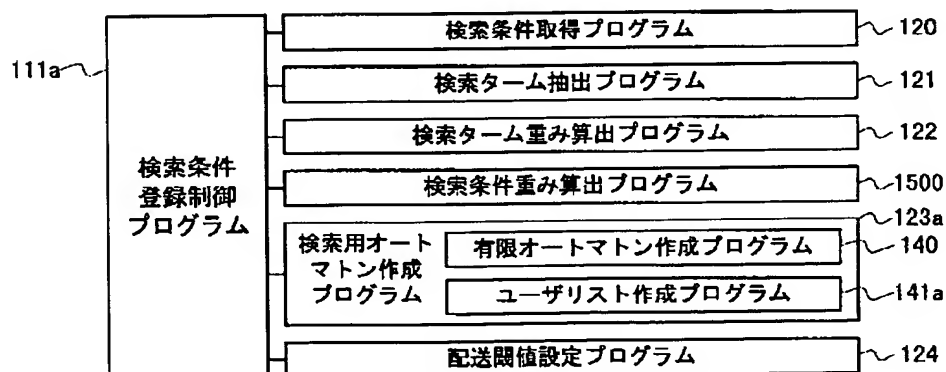 111a
検索条件
登録制御
プログラム
検索条件取得プログラム
120
検索ターム抽出プログラム
121
検索ターム重み算出プログラム
122
検索条件重み算出プログラム
1500
123a
検索用オート
マトン作成
プログラム
有限オートマトン作成プログラム
140
ユーザリスト作成プログラム
141a
配送閾値設定プログラム
124